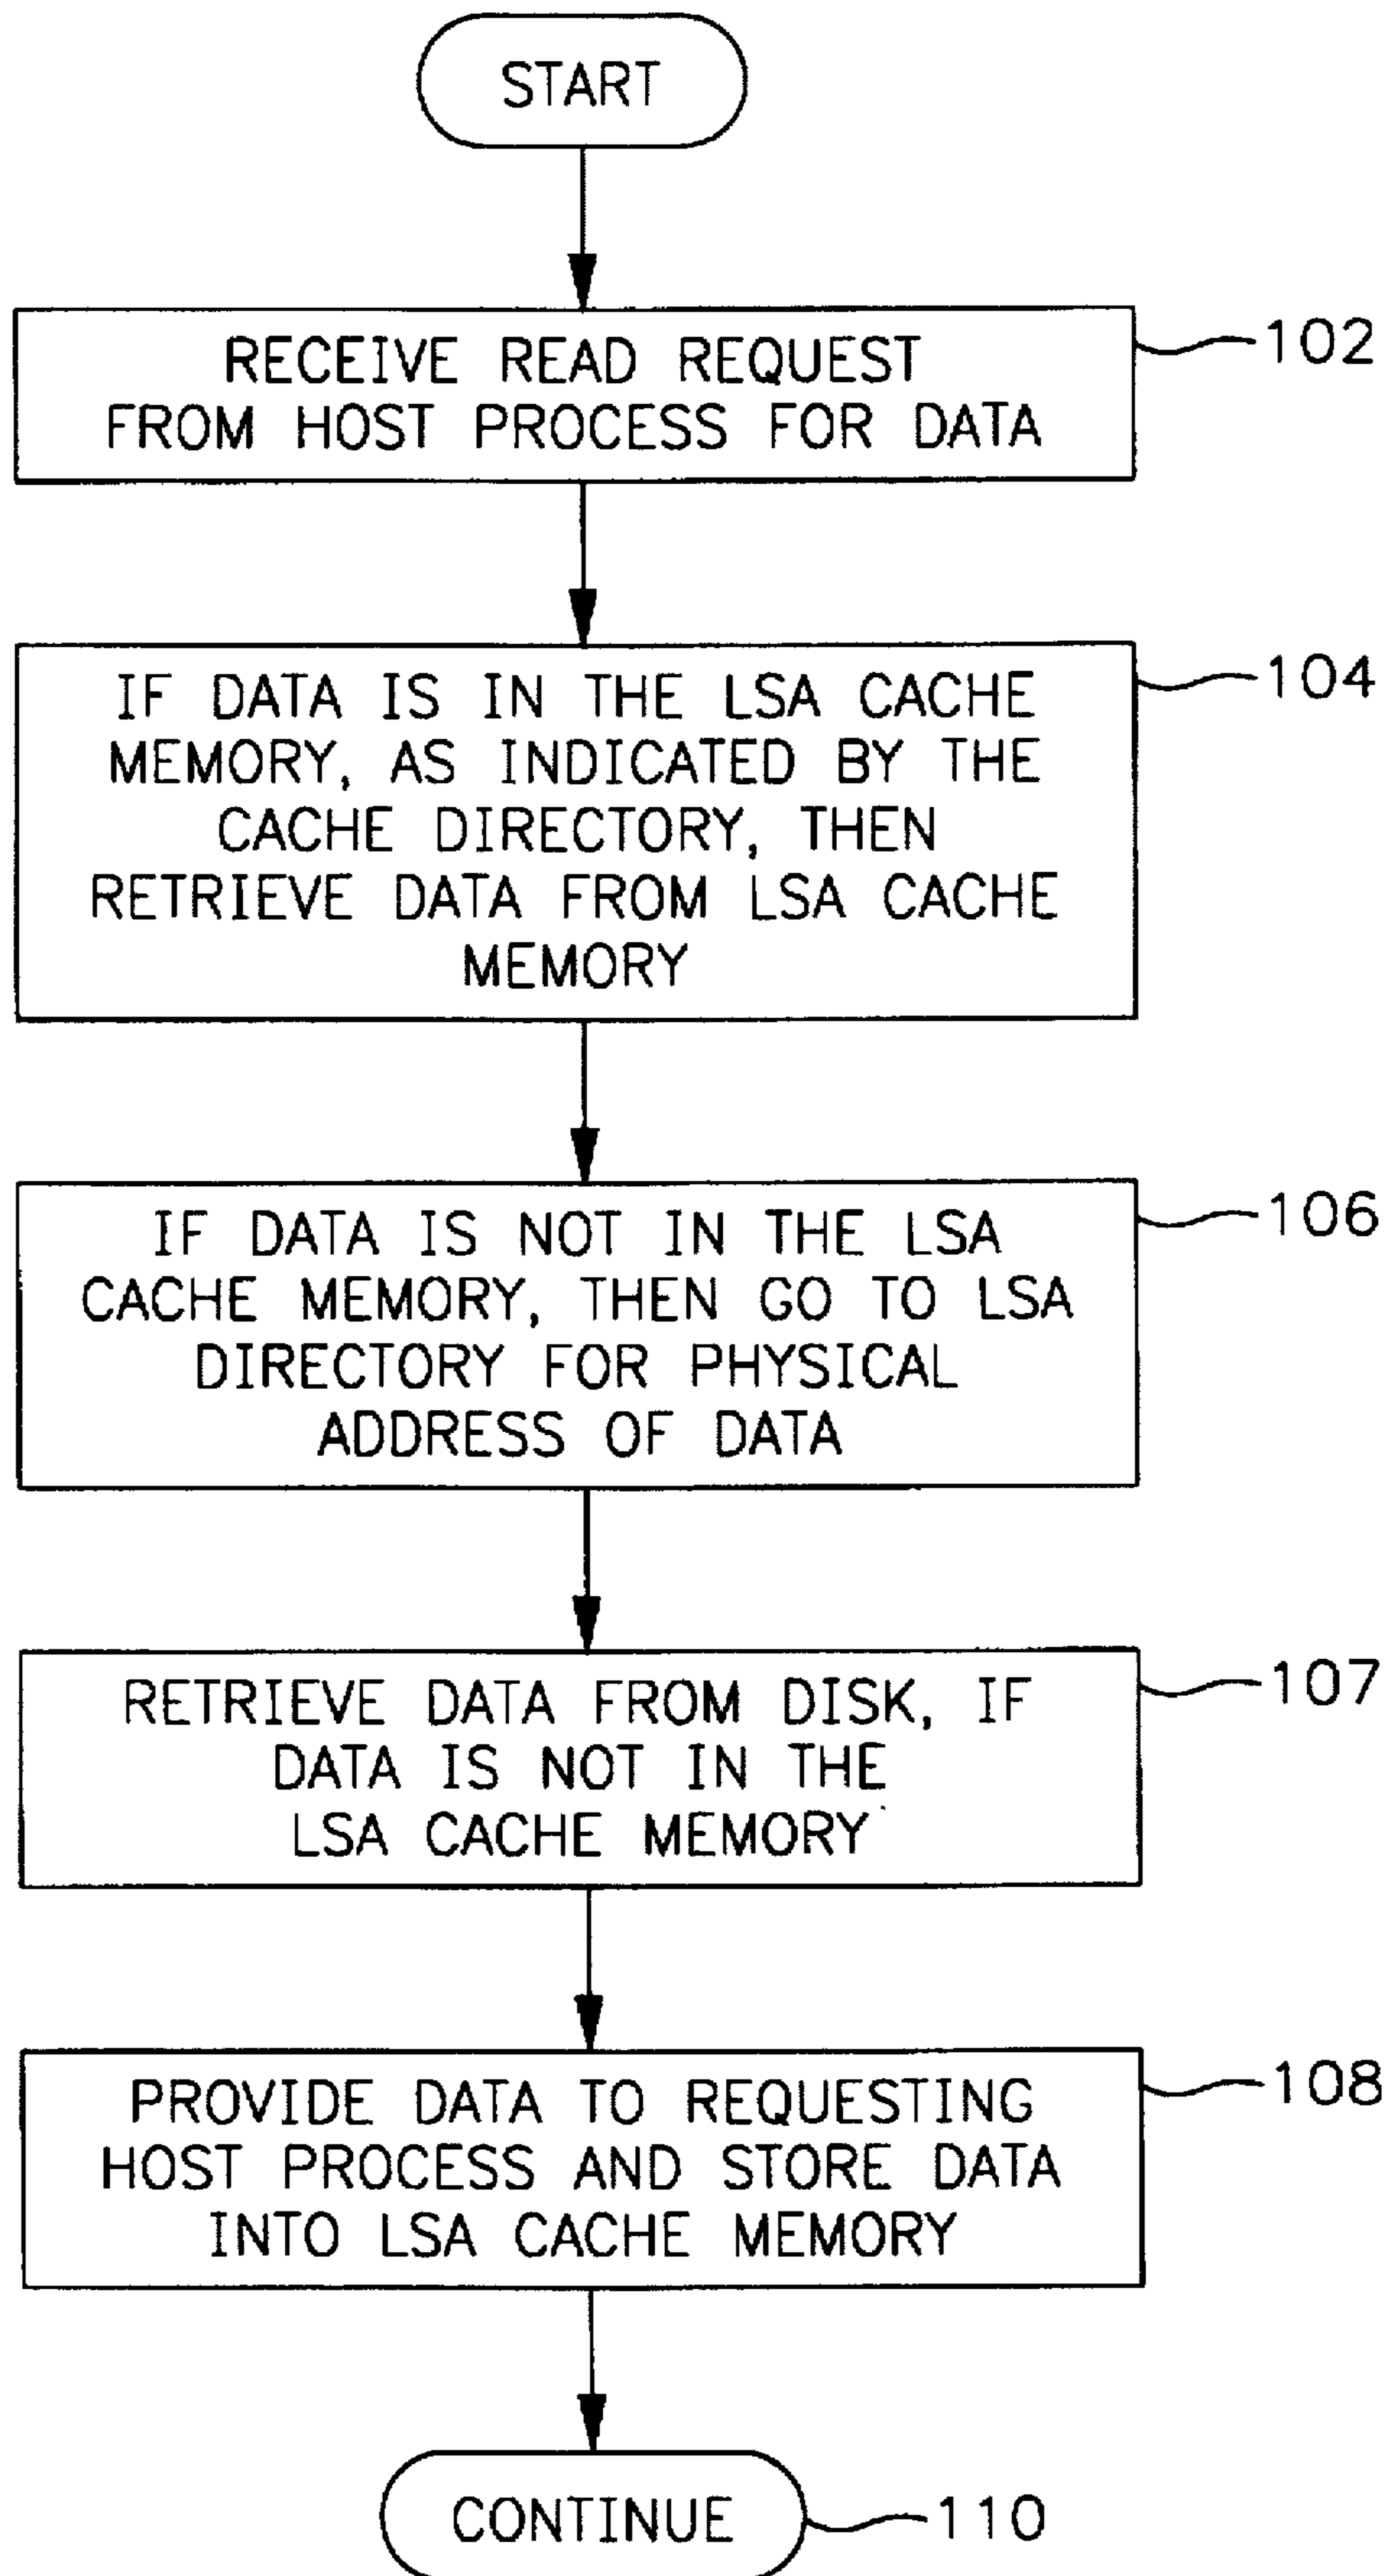 START
RECEIVE READ REQUEST
FROM HOST PROCESS FOR DATA
102
IF DATA IS IN THE LSA CACHE
MEMORY, AS INDICATED BY THE
CACHE DIRECTORY, THEN
RETRIEVE DATA FROM LSA CACHE
MEMORY
104
IF DATA IS NOT IN THE LSA
CACHE MEMORY, THEN GO TO LSA
DIRECTORY FOR PHYSICAL
ADDRESS OF DATA
106
RETRIEVE DATA FROM DISK, IF
DATA IS NOT IN THE
LSA CACHE MEMORY
107
PROVIDE DATA TO REQUESTING
HOST PROCESS AND STORE DATA
INTO LSA CACHE MEMORY
108
CONTINUE
110